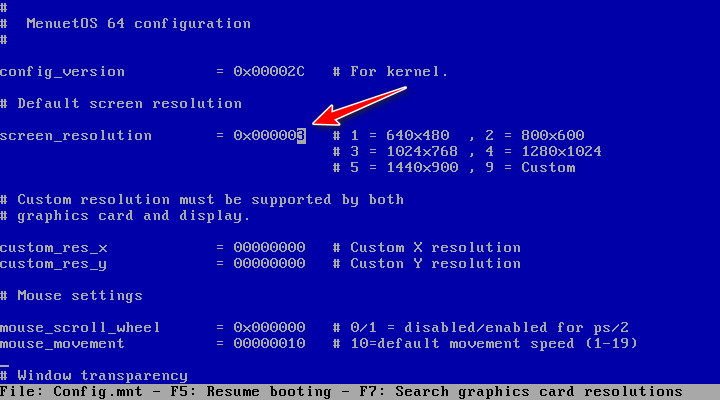 #
#  MenuetOS 64 configuration
#
config_version          = 0x00002C   # For kernel.
# Default screen resolution
screen_resolution       = 0x000003   # 1 = 640x480  , 2 = 800x600
# 3 = 1024x768 , 4 = 1280x1024
# 5 = 1440x900 , 9 = Custom
# Custom resolution must be supported by both
# graphics card and display.
custom_res_x            = 00000000   # Custom X resolution
custom_res_y            = 00000000   # Custon Y resolution
# Mouse settings
mouse_scroll_wheel      = 0x000000   # 0/1 = disabled/enabled for ps/2
mouse_movement          = 00000010   # 10=default movement speed (1-19)
_
# Window transparency
File: Config.mnt - F5: Resume booting - F7: Search graphics card resolutions